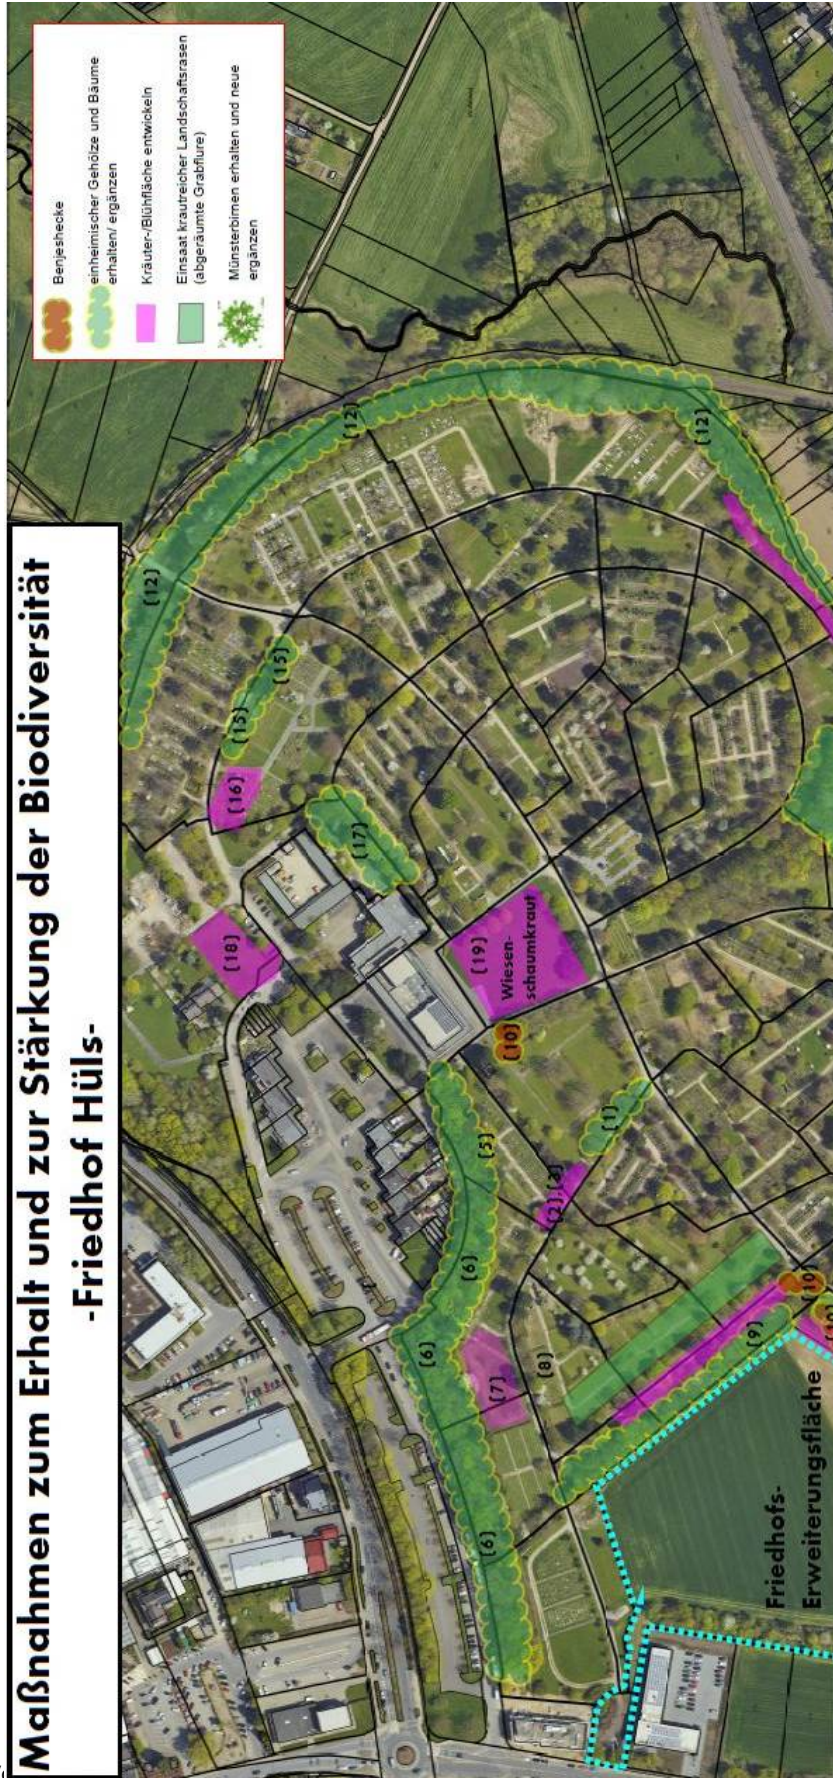 Maßnahmen zum Erhalt und zur Stärkung der Biodiversität
-Friedhof Hüls-
Benjeshecke
einheimischer Gehölze und Bäume
erhalten/ ergänzen
Kräuter-/Blühfläche entwickeln
Einsaat krautreicher Landschaftsrasen
(abgeräumte Grabflure)
Münsterbirnen erhalten und neue
ergänzen
(12)
(12)
(12)
(15)
(15)
(16)
(17)
(18)
(19)
Wiesen-
schaumkraut
(10)
(1)
(5)
(2),(3)
(6)
(6)
(7)
(8)
(9)
(10)
(6)
Friedhofs-
Erweiterungsfläche